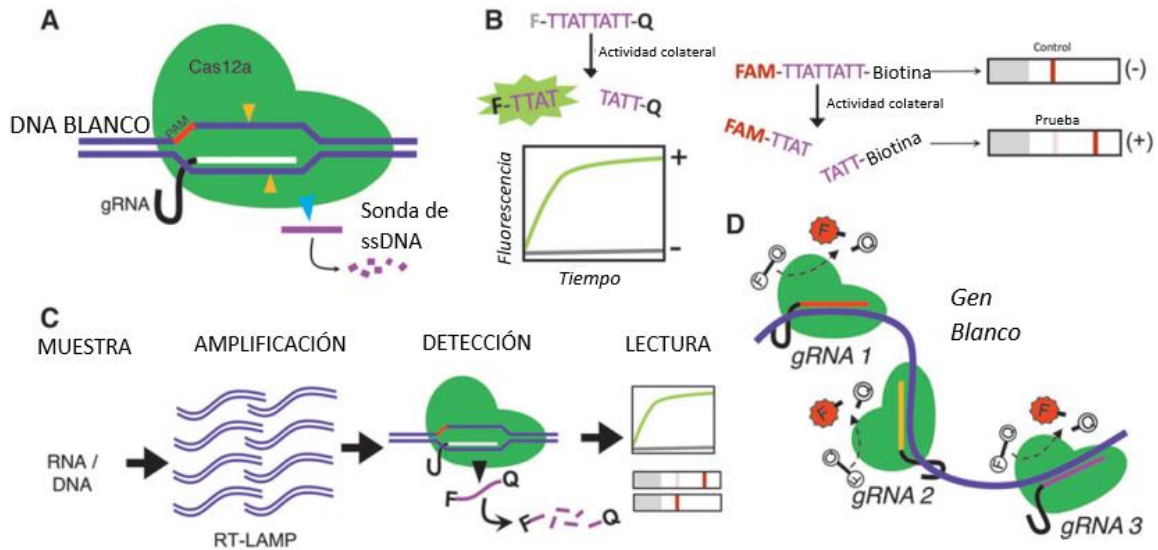 A
Cas12a
DNA BLANCO
PAM
gRNA
Sonda de
ssDNA
B
F-TTATTATT-Q
Actividad colateral
F-TTAT
TATT-Q
Fluorescencia
+
-
Tiempo
FAM-TTATTATT-Biotina
Actividad colateral
FAM-TTAT
TATT-Biotina
Control
(-)
Prueba
(+)
C
MUESTRA
AMPLIFICACIÓN
DETECCIÓN
LECTURA
RNA /
DNA
RT-LAMP
F
Q
F
Q
D
F
Q
F
Q
gRNA 1
Gen
Blanco
F
Q
Q
F
gRNA 2
F
Q
Q
F
gRNA 3